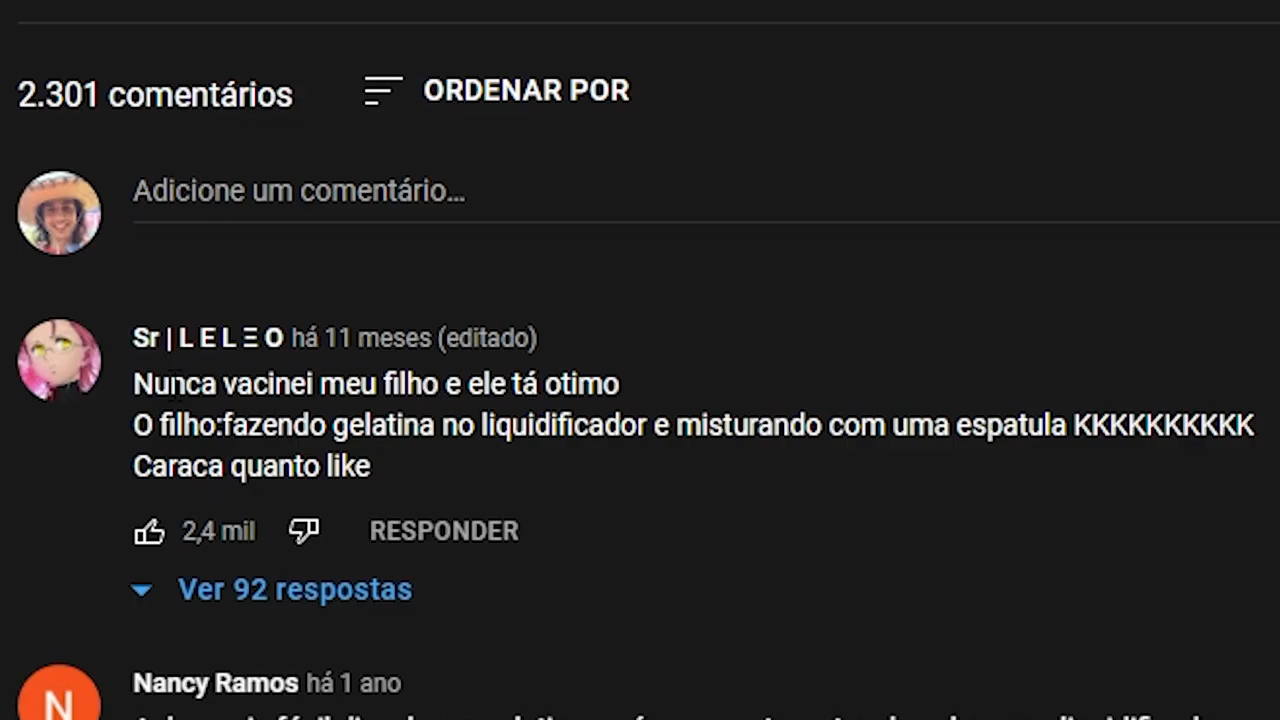 2.301 comentários
ORDENAR POR
Adicione um comentário...
Sr | L E L Ξ O há 11 meses (editado)
Nunca vacinei meu filho e ele tá otimo
O filho:fazendo gelatina no liquidificador e misturando com uma espatula KKKKKKKKKK
Caraca quanto like
2,4 mil
RESPONDER
Ver 92 respostas
N
Nancy Ramos há 1 ano